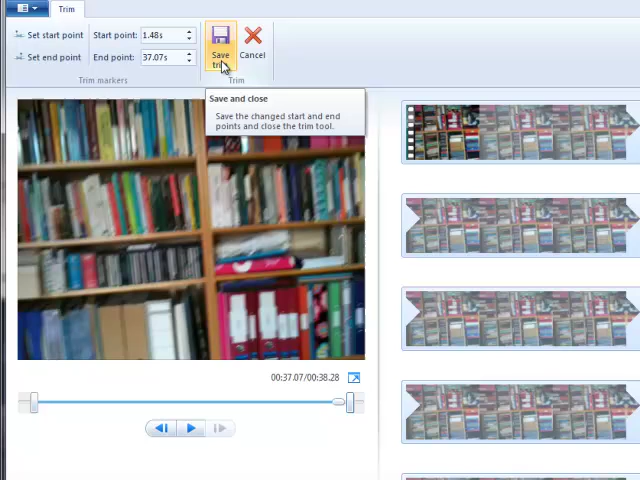 Trim
Set start point
Start point: 1.48s
Set end point
End point: 37.07s
Save trim
Cancel
Trim markers
Trim
Save and close
Save the changed start and end
points and close the trim tool.
00:37.07/00:38.28